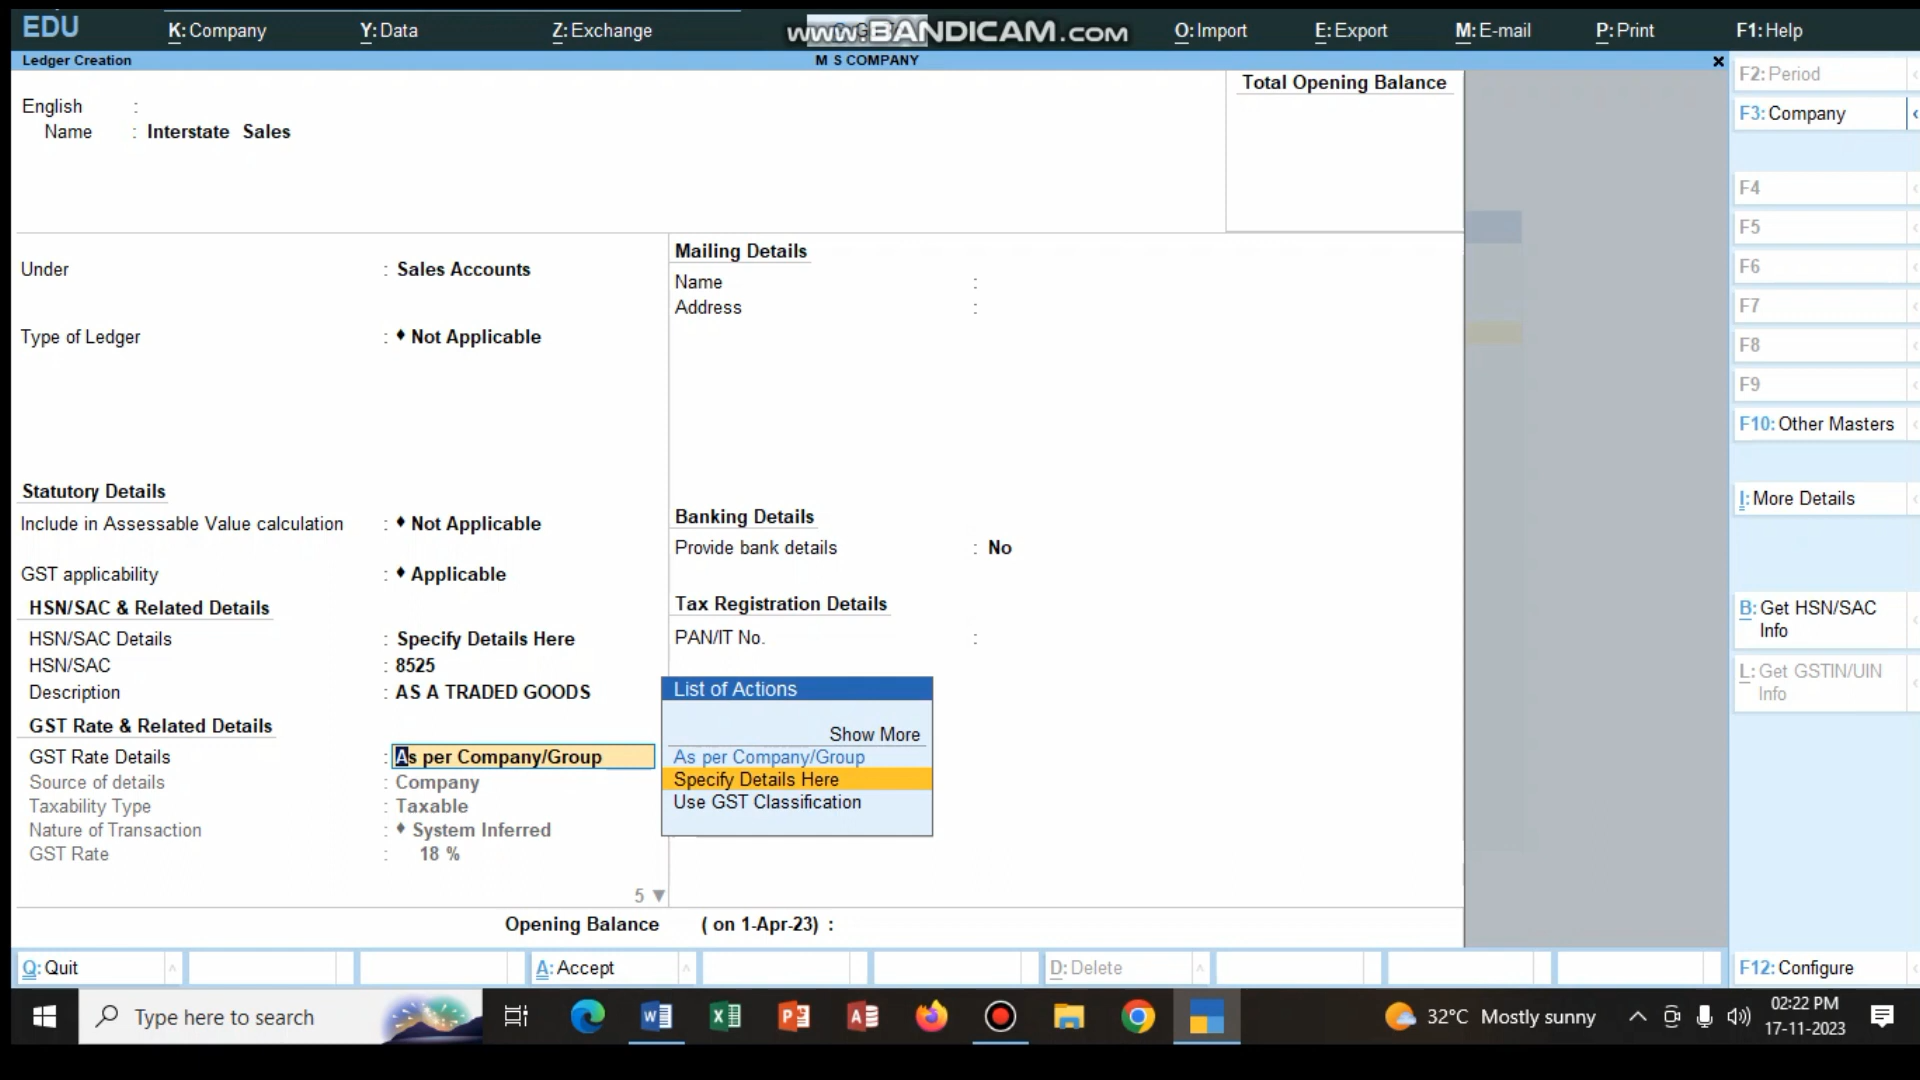 EDU
K: Company
Y: Data
Z: Exchange
www.BANDICAM.com
O: Import
E: Export
M: E-mail
P: Print
F1: Help
Ledger Creation
M S COMPANY
×
English :
Name : Interstate Sales
Total Opening Balance
Under : Sales Accounts
Type of Ledger : ♦ Not Applicable
Statutory Details
Include in Assessable Value calculation : ♦ Not Applicable
GST applicability : ♦ Applicable
HSN/SAC & Related Details
HSN/SAC Details : Specify Details Here
HSN/SAC : 8525
Description : AS A TRADED GOODS
GST Rate & Related Details
GST Rate Details : As per Company/Group
Source of details : Company
Taxability Type : Taxable
Nature of Transaction : ♦ System Inferred
GST Rate : 18 %
5 ▼
Mailing Details
Name :
Address :
Banking Details
Provide bank details : No
Tax Registration Details
PAN/IT No. :
List of Actions
Show More
As per Company/Group
Specify Details Here
Use GST Classification
Opening Balance ( on 1-Apr-23) :
F2: Period
F3: Company
F4
F5
F6
F7
F8
F9
F10: Other Masters
I: More Details
B: Get HSN/SAC
Info
L: Get GSTIN/UIN
Info
F12: Configure
Q: Quit
A: Accept
D: Delete
Type here to search
32°C Mostly sunny
02:22 PM
17-11-2023